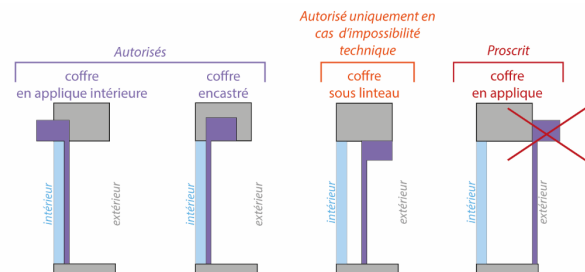 Autorisé uniquement en
cas d'impossibilité
technique
Autorisés
Proscrit
coffre
en applique intérieure
coffre
encastré
coffre
sous linteau
coffre
en applique
intérieur
extérieur
intérieur
extérieur
intérieur
extérieur
intérieur
extérieur